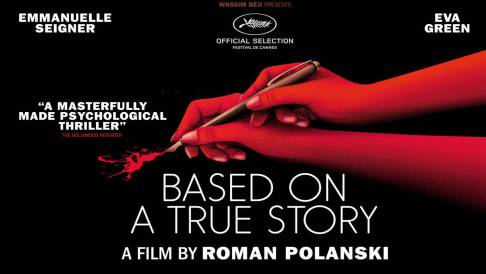 WASSIM BÉJI PRESENTS
EMMANUELLE
SEIGNER
OFFICIAL SELECTION
FESTIVAL DE CANNES
EVA
GREEN
“A MASTERFULLY
MADE PSYCHOLOGICAL
THRILLER”
THE HOLLYWOOD REPORTER
BASED ON
A TRUE STORY
A FILM BY ROMAN POLANSKI